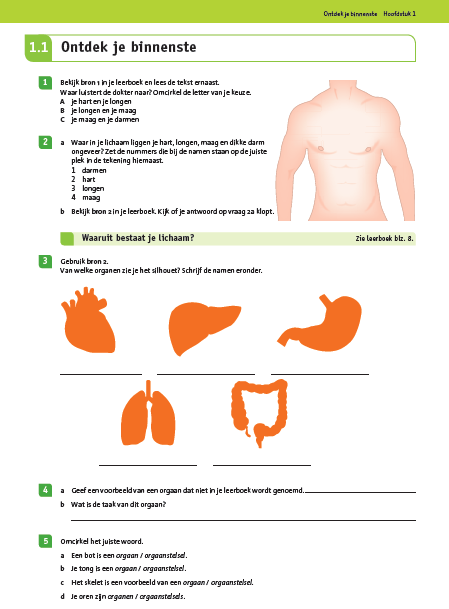 Ontdek je binnenste Hoofdstuk 1
1.1 Ontdek je binnenste
1 Bekijk bron 1 in je leerboek en lees de tekst ernaast.
Waar luistert de dokter naar? Omcirkel de letter van je keuze.
A je hart en je longen
B je longen en je maag
C je maag en je darmen
2 a Waar in je lichaam liggen je hart, longen, maag en dikke darm
ongeveer? Zet de nummers die bij de namen staan op de juiste
plek in de tekening hiernaast.
1 darmen
2 hart
3 longen
4 maag
b Bekijk bron 2 in je leerboek. Kijk of je antwoord op vraag 2a klopt.
Waaruit bestaat je lichaam? Zie leerboek blz. 8.
3 Gebruik bron 2.
Van welke organen zie je het silhouet? Schrijf de namen eronder.
4 a Geef een voorbeeld van een orgaan dat niet in je leerboek wordt genoemd.
b Wat is de taak van dit orgaan?
5 Omcirkel het juiste woord.
a Een bot is een orgaan / orgaanstelsel.
b Je tong is een orgaan / orgaanstelsel.
c Het skelet is een voorbeeld van een orgaan / orgaanstelsel.
d Je oren zijn organen / orgaanstelsels.